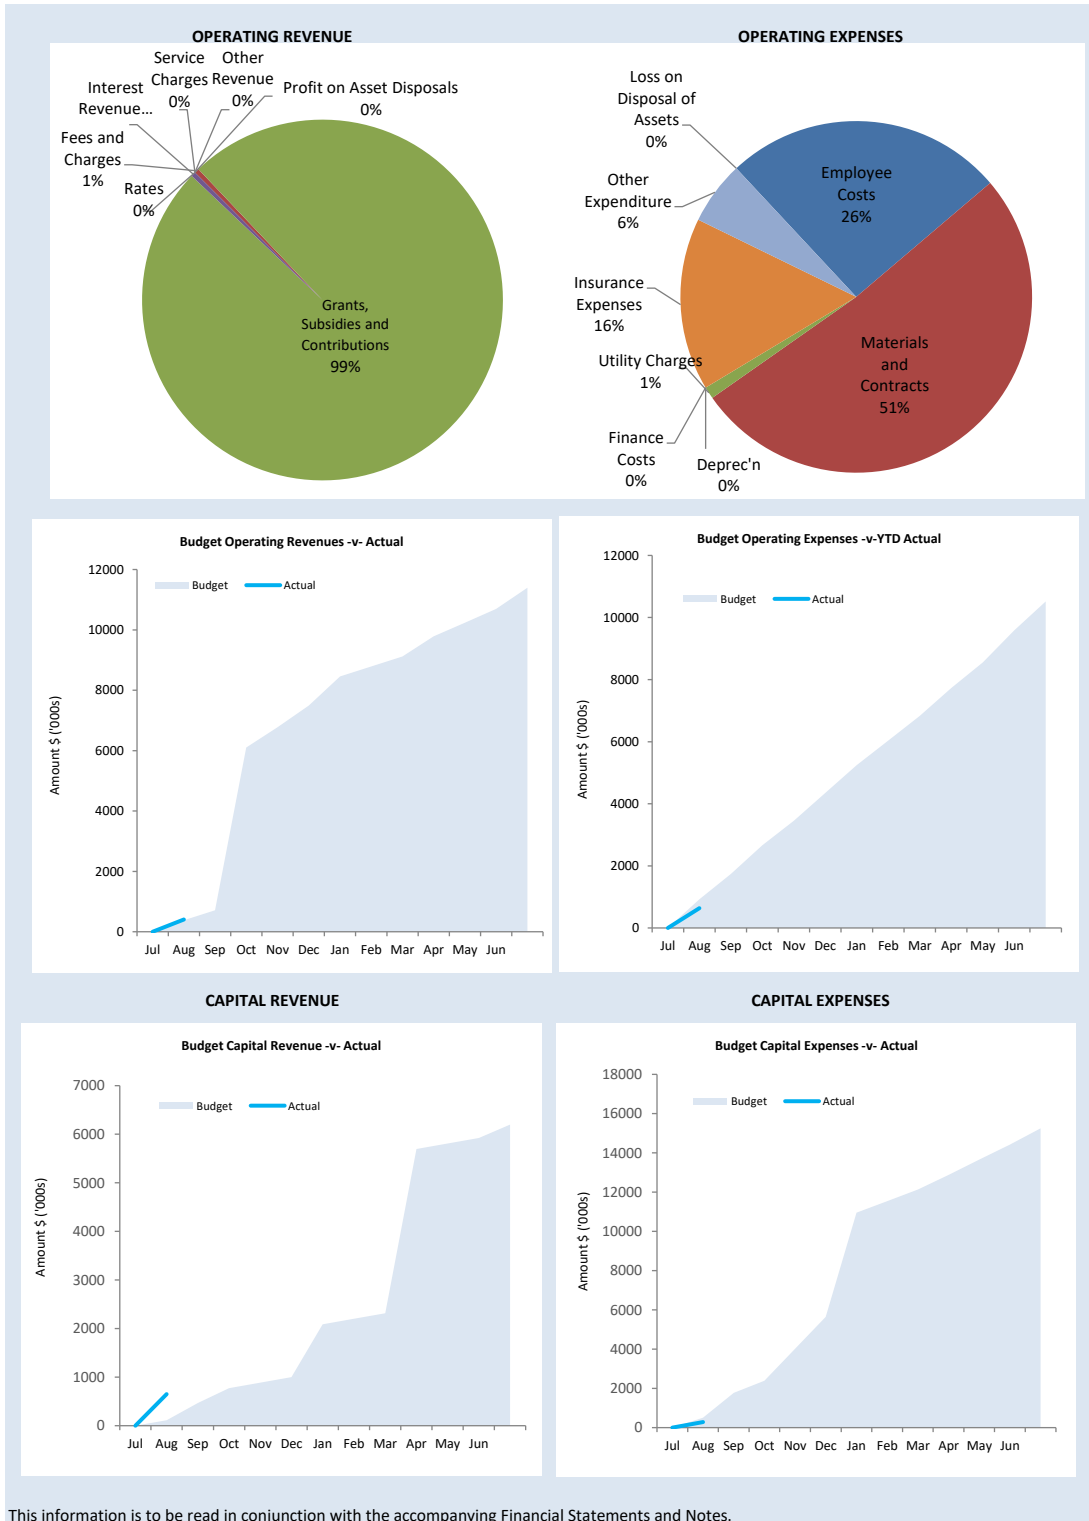 OPERATING REVENUE
Service
Charges
0%
Other
Revenue
0%
Profit on Asset Disposals
0%
Interest
Revenue...
Fees and
Charges
1%
Rates
0%
Grants,
Subsidies and
Contributions
99%
OPERATING EXPENSES
Loss on
Disposal of
Assets
0%
Employee
Costs
26%
Other
Expenditure
6%
Insurance
Expenses
16%
Materials
and
Contracts
51%
Utility Charges
1%
Finance
Costs
0%
Deprec'n
0%
Budget Operating Revenues -v- Actual
Budget Actual
Amount $ ('000s)
12000
10000
8000
6000
4000
2000
0
Jul Aug Sep Oct Nov Dec Jan Feb Mar Apr May Jun
Budget Operating Expenses -v-YTD Actual
Budget Actual
Amount $ ('000s)
12000
10000
8000
6000
4000
2000
0
Jul Aug Sep Oct Nov Dec Jan Feb Mar Apr May Jun
CAPITAL REVENUE
Budget Capital Revenue -v- Actual
Budget Actual
Amount $ ('000s)
7000
6000
5000
4000
3000
2000
1000
0
Jul Aug Sep Oct Nov Dec Jan Feb Mar Apr May Jun
CAPITAL EXPENSES
Budget Capital Expenses -v- Actual
Budget Actual
Amount $ ('000s)
18000
16000
14000
12000
10000
8000
6000
4000
2000
0
Jul Aug Sep Oct Nov Dec Jan Feb Mar Apr May Jun
This information is to be read in conjunction with the accompanying Financial Statements and Notes.